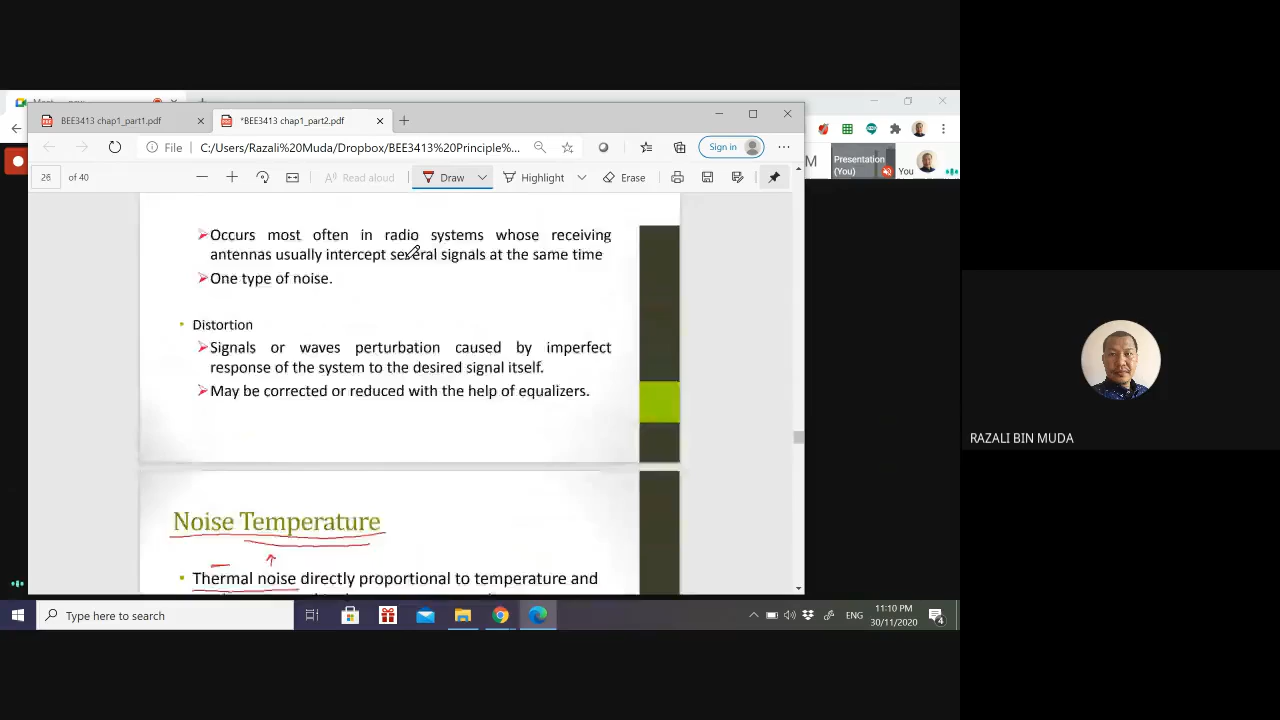 BEE3413 chap1_part1.pdf
*BEE3413 chap1_part2.pdf
File
C:/Users/Razali%20Muda/Dropbox/BEE3413%20Principle%...
Sign in
M
Presentation
(You)
You
26 of 40
Read aloud
Draw
Highlight
Erase
Occurs most often in radio systems whose receiving
antennas usually intercept several signals at the same time
One type of noise.
Distortion
Signals or waves perturbation caused by imperfect
response of the system to the desired signal itself.
May be corrected or reduced with the help of equalizers.
Noise Temperature
Thermal noise directly proportional to temperature and
RAZALI BIN MUDA
Type here to search
ENG
11:10 PM
30/11/2020
4